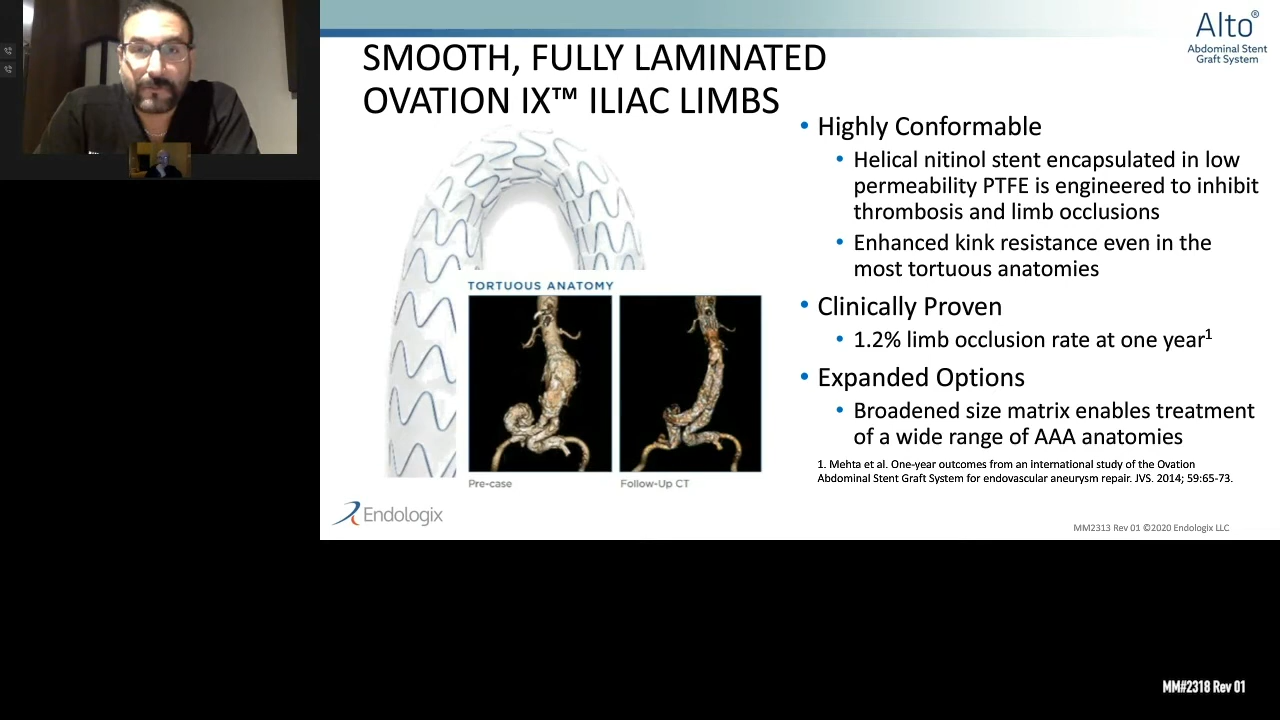 Alto®
Abdominal Stent
Graft System
SMOOTH, FULLY LAMINATED
OVATION IX™ ILIAC LIMBS
• Highly Conformable
• Helical nitinol stent encapsulated in low
permeability PTFE is engineered to inhibit
thrombosis and limb occlusions
• Enhanced kink resistance even in the
most tortuous anatomies
• Clinically Proven
• 1.2% limb occlusion rate at one year¹
• Expanded Options
• Broadened size matrix enables treatment
of a wide range of AAA anatomies
1. Mehta et al. One-year outcomes from an international study of the Ovation
Abdominal Stent Graft System for endovascular aneurysm repair. JVS. 2014; 59:65-73.
TORTUOUS ANATOMY
Pre-case
Follow-Up CT
Endologix
MM2313 Rev 01 ©2020 Endologix LLC
MM#2318 Rev 01